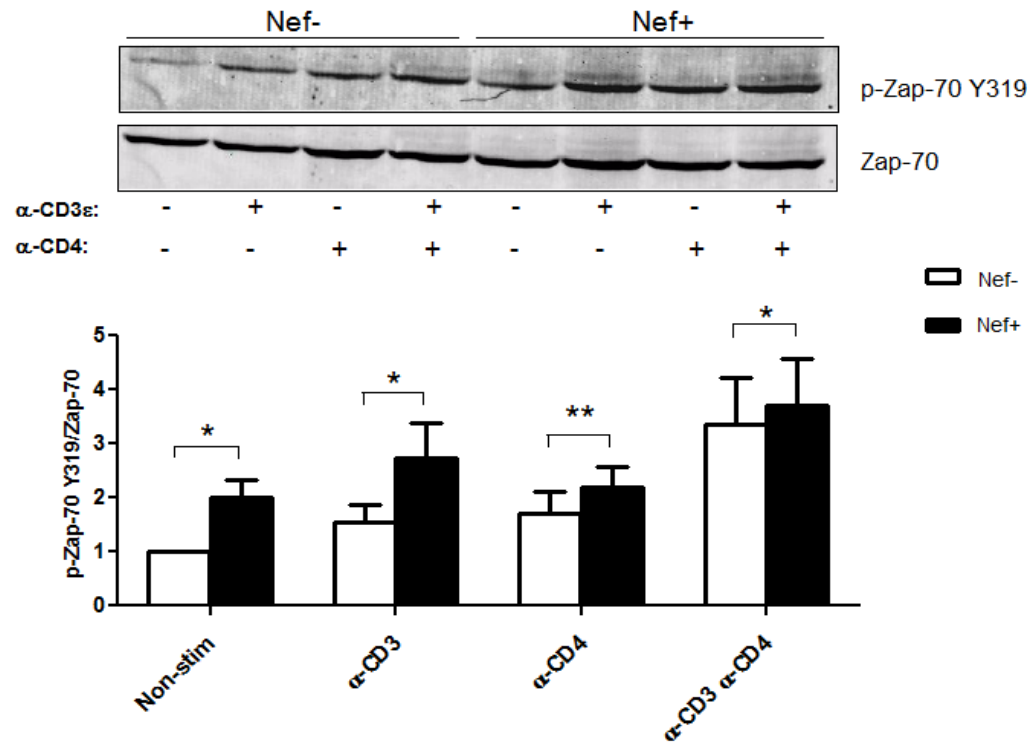 Nef- Nef+
p-Zap-70 Y319
Zap-70
α-CD3ε: - + - + - + - +
α-CD4: - - + + - - + +
Nef-
Nef+
p-Zap-70 Y319/Zap-70
5
4
3
2
1
0
* * ** *
Non-stim
α-CD3
α-CD4
α-CD3 α-CD4